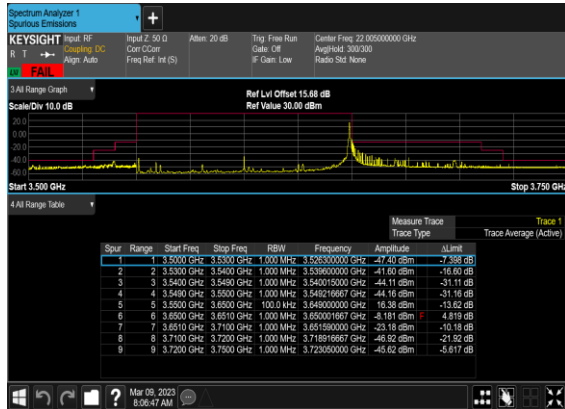 Spectrum Analyzer 1
Spurious Emissions
+
KEYSIGHT Input: RF Input Z: 50 Ω Atten: 20 dB Trig: Free Run Center Freq: 22.005000000 GHz
R T Coupling: DC Corr CCorr Gate: Off Avg|Hold: 300/300
Align: Auto Freq Ref: Int (S) IF Gain: Low Radio Std: None
FAIL
3 All Range Graph
Ref Lvl Offset 15.68 dB
Scale/Div 10.0 dB Ref Value 30.00 dBm
20.0
0.00
-20.0
-40.0
-60.0
Start 3.500 GHz Stop 3.750 GHz
4 All Range Table
Measure Trace Trace 1
Trace Type Trace Average (Active)
Spur Range Start Freq Stop Freq RBW Frequency Amplitude ΔLimit
1 1 3.5000 GHz 3.5300 GHz 1.000 MHz 3.526300000 GHz -47.40 dBm -7.398 dB
2 2 3.5300 GHz 3.5400 GHz 1.000 MHz 3.539600000 GHz -41.60 dBm -16.60 dB
3 3 3.5400 GHz 3.5490 GHz 1.000 MHz 3.540015000 GHz -44.11 dBm -31.11 dB
4 4 3.5490 GHz 3.5500 GHz 1.000 MHz 3.549216667 GHz -44.16 dBm -31.16 dB
5 5 3.5500 GHz 3.6500 GHz 100.0 kHz 3.649000000 GHz 16.38 dBm -13.62 dB
6 6 3.6500 GHz 3.6510 GHz 1.000 MHz 3.650001667 GHz -8.181 dBm F 4.819 dB
7 7 3.6510 GHz 3.7100 GHz 1.000 MHz 3.651590000 GHz -23.18 dBm -10.18 dB
8 8 3.7100 GHz 3.7200 GHz 1.000 MHz 3.718916667 GHz -46.92 dBm -21.92 dB
9 9 3.7200 GHz 3.7500 GHz 1.000 MHz 3.723050000 GHz -45.62 dBm -5.617 dB
?
Mar 09, 2023
8:06:47 AM